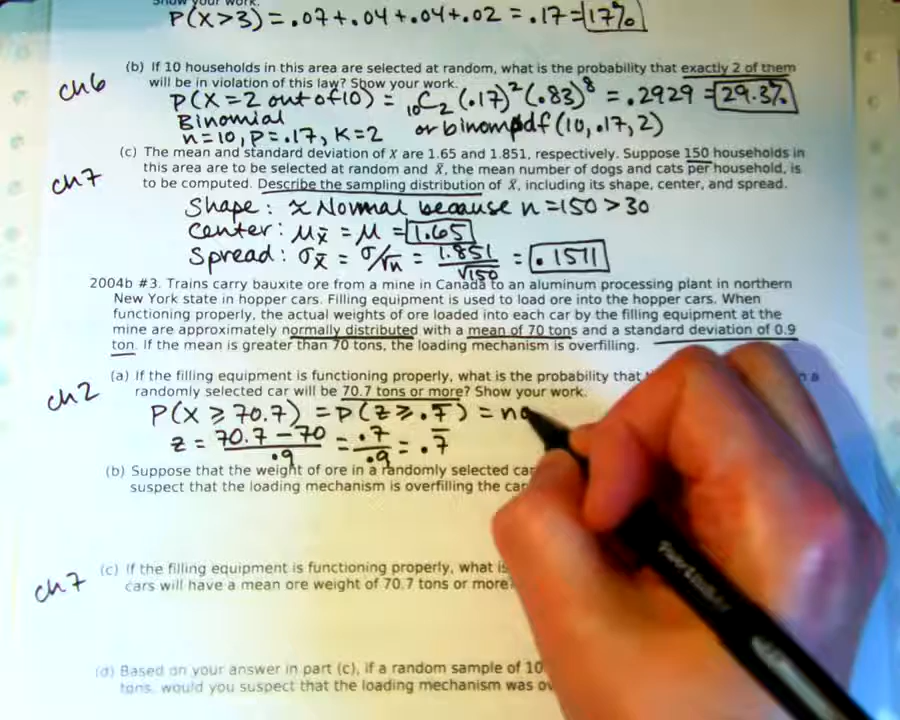 Show your work.
P(X>3) = .07+.04+.04+.02 = .17 = 17%
(b) If 10 households in this area are selected at random, what is the probability that exactly 2 of them
ch6
will be in violation of this law? Show your work.
P(X=2 out of 10) = ₁₀C₂ (.17)²(.83)⁸ = .2929 = 29.3%
Binomial
or binompdf (10, .17, 2)
n=10, p=.17, K=2
(c) The mean and standard deviation of X are 1.65 and 1.851, respectively. Suppose 150 households in
ch7
this area are to be selected at random and X̄, the mean number of dogs and cats per household, is
to be computed. Describe the sampling distribution of X̄, including its shape, center, and spread.
Shape: ≈ Normal because n=150 > 30
Center: μx̄ = μ = 1.65
Spread: σx̄ = σ/√n = 1.851/√150 = .1511
2004b #3. Trains carry bauxite ore from a mine in Canada to an aluminum processing plant in northern
New York state in hopper cars. Filling equipment is used to load ore into the hopper cars. When
functioning properly, the actual weights of ore loaded into each car by the filling equipment at the
mine are approximately normally distributed with a mean of 70 tons and a standard deviation of 0.9
ton. If the mean is greater than 70 tons, the loading mechanism is overfilling.
(a) If the filling equipment is functioning properly, what is the probability that
ch2
randomly selected car will be 70.7 tons or more? Show your work.
P(X ≥ 70.7) = P(Z ≥ .7̅) = no
Z = 70.7 - 70/.9 = .7/.9 = .7̅
(b) Suppose that the weight of ore in a randomly selected car
suspect that the loading mechanism is overfilling the car
(c) If the filling equipment is functioning properly, what is
ch7
cars will have a mean ore weight of 70.7 tons or more?
(d) Based on your answer in part (c), if a random sample of 10
tons, would you suspect that the loading mechanism was ov